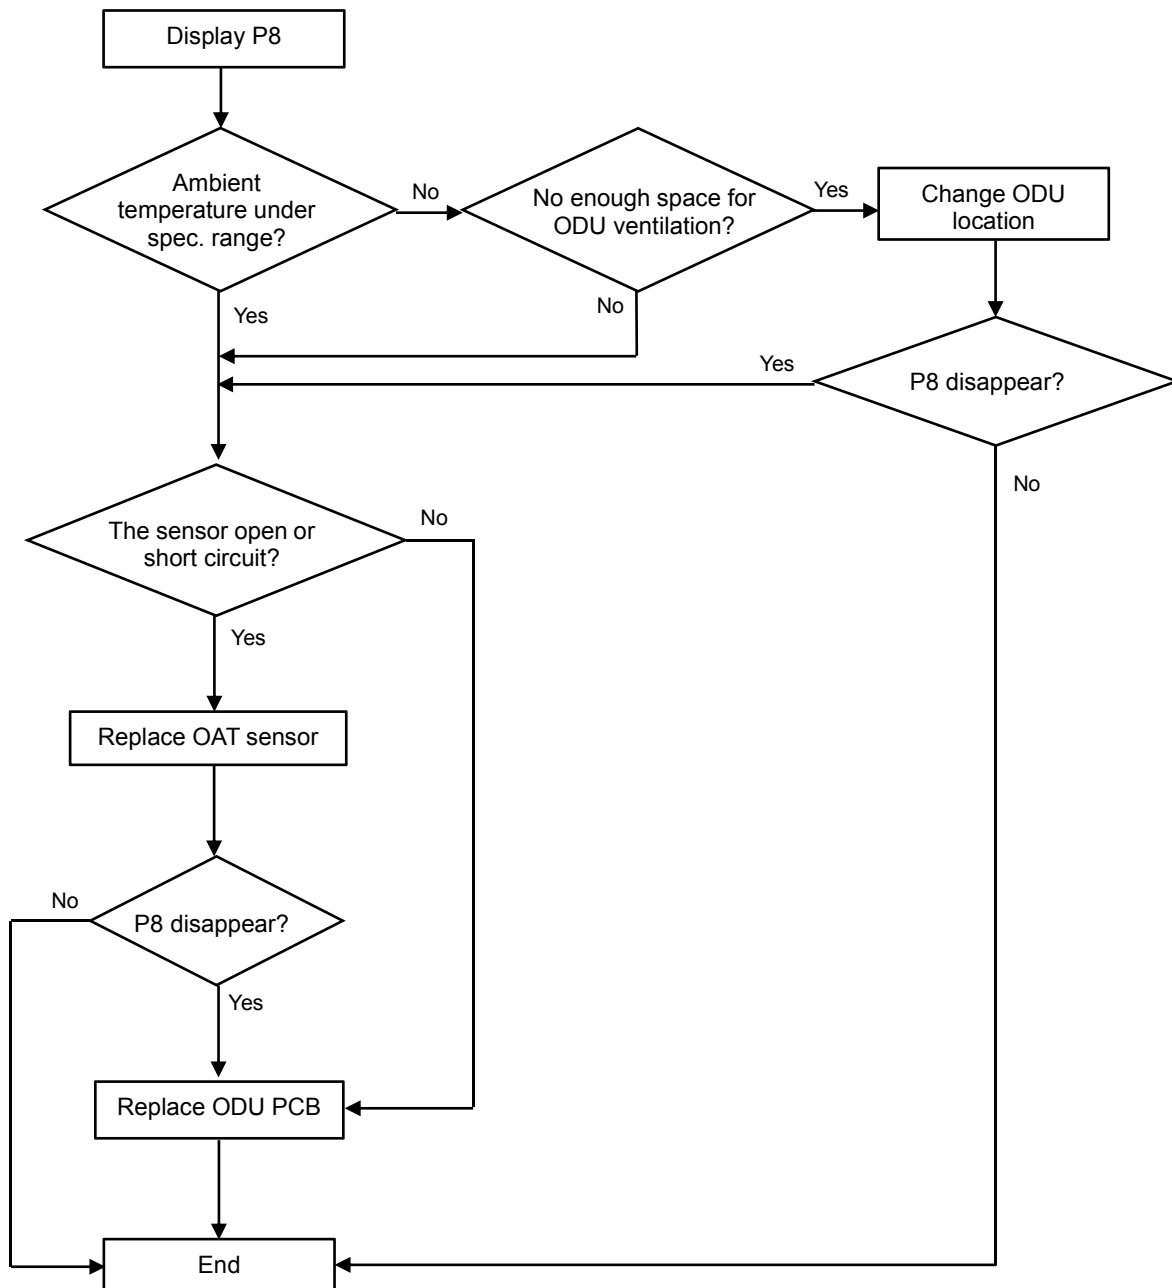 Display P8
Ambient
temperature under
spec. range?
No
No enough space for
ODU ventilation?
Yes
Change ODU
location
Yes
No
Yes
P8 disappear?
No
The sensor open or
short circuit?
No
Yes
Replace OAT sensor
No
P8 disappear?
Yes
Replace ODU PCB
End